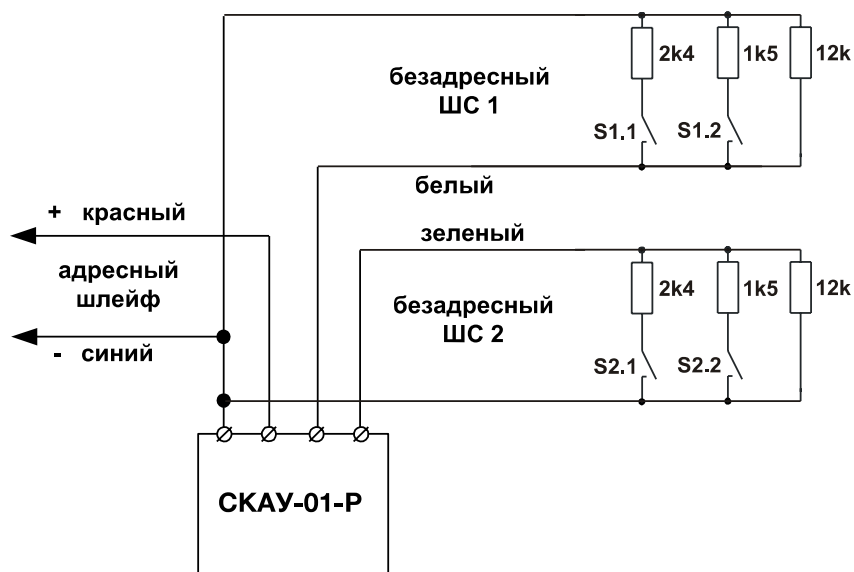 2k4
1k5
12k
безадресный
ШС 1
S1.1
S1.2
белый
+ красный
зеленый
адресный
шлейф
2k4
1k5
12k
безадресный
ШС 2
- синий
S2.1
S2.2
СКАУ-01-Р